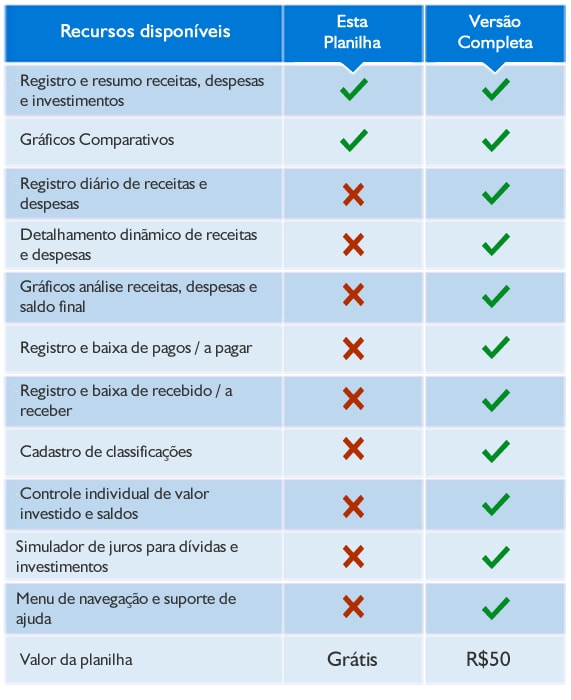 Recursos disponíveis
Esta
Planilha
Versão
Completa
Registro e resumo receitas, despesas
e investimentos
Gráficos Comparativos
Registro diário de receitas e
despesas
Detalhamento dinâmico de receitas
e despesas
Gráficos análise receitas, despesas e
saldo final
Registro e baixa de pagos / a pagar
Registro e baixa de recebido / a
receber
Cadastro de classificações
Controle individual de valor
investido e saldos
Simulador de juros para dívidas e
investimentos
Menu de navegação e suporte de
ajuda
Valor da planilha
Grátis
R$50